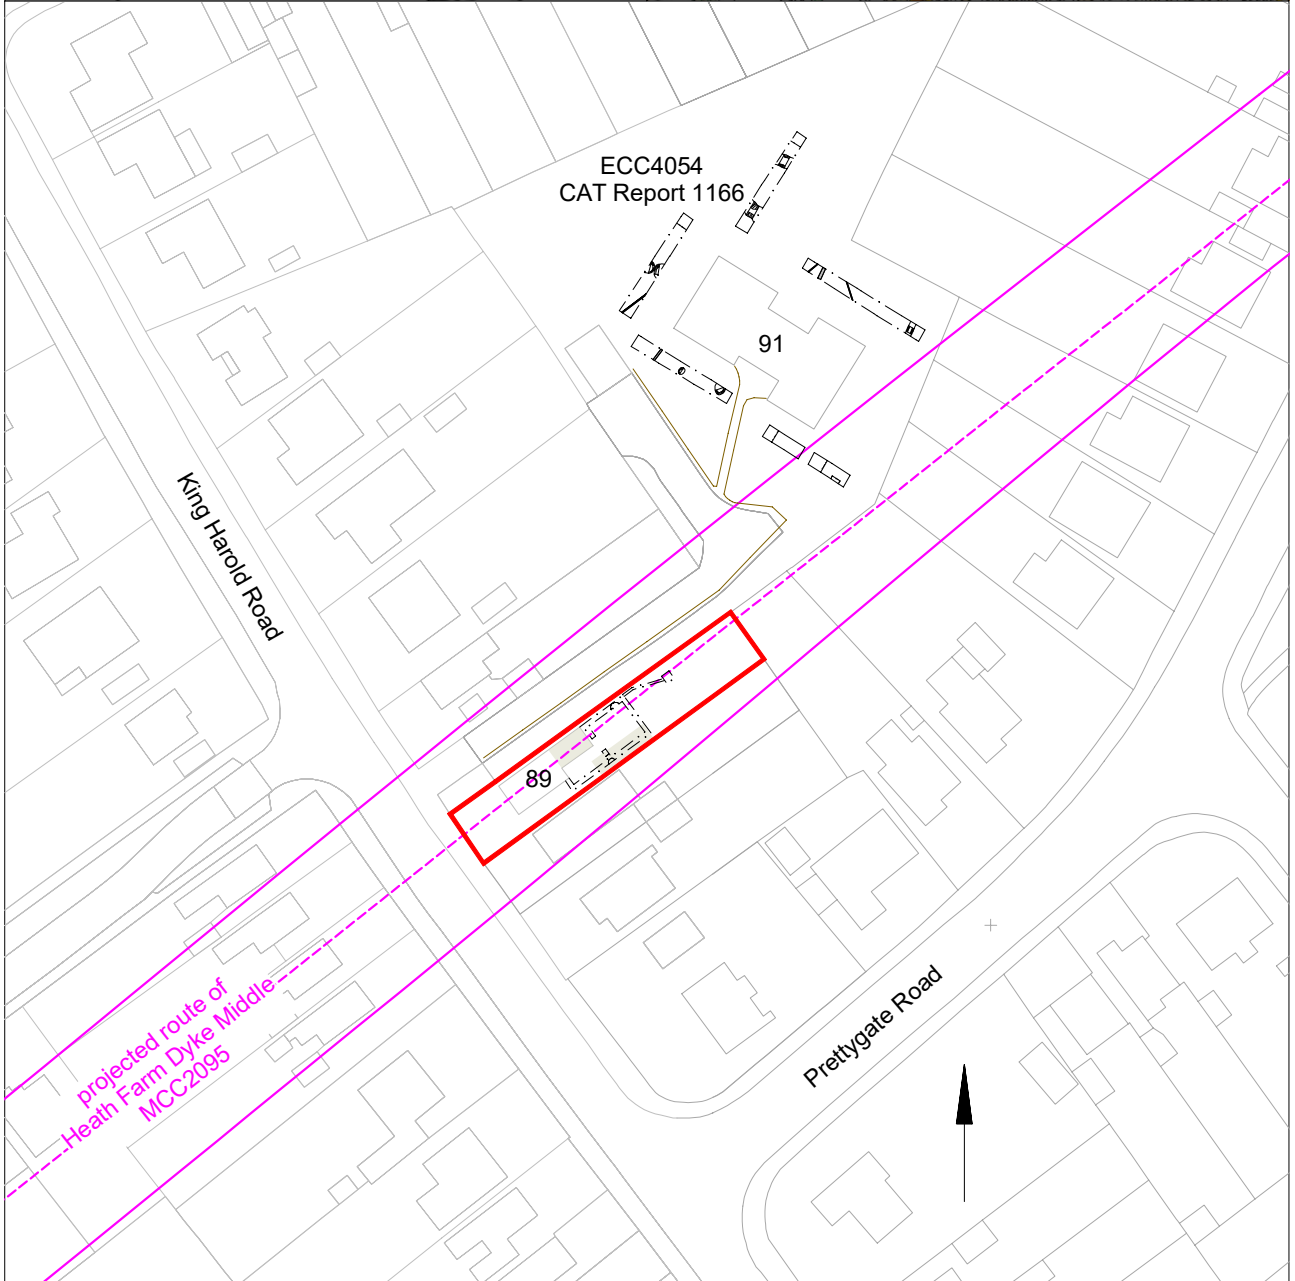 ECC4054
CAT Report 1166
91
King Harold Road
89
projected route of
Heath Farm Dyke Middle
MCC2095
Prettygate Road